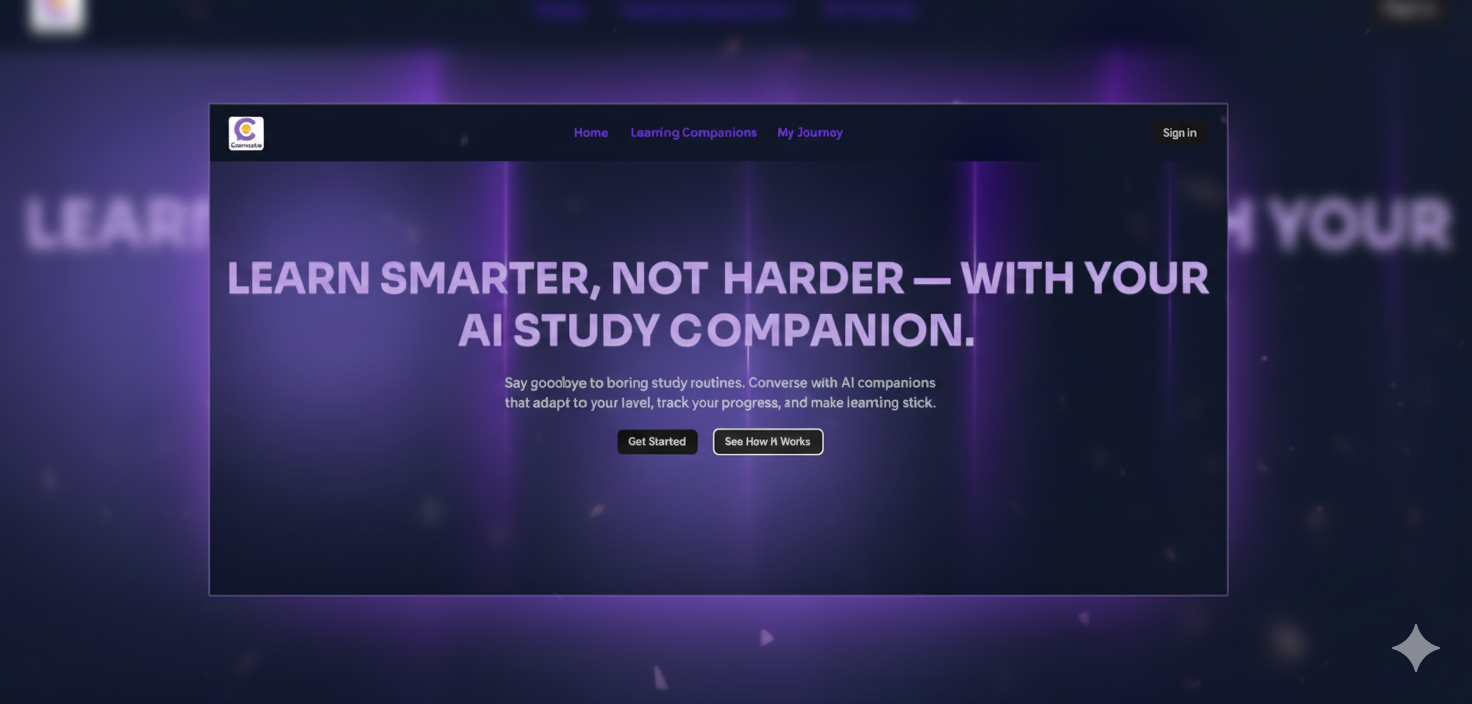 Home Learning Companions My Journey
Sign in
LEARN SMARTER, NOT HARDER — WITH YOUR
AI STUDY COMPANION.
Say goodbye to boring study routines. Converse with AI companions
that adapt to your level, track your progress, and make learning stick.
Get Started
See How It Works
LEARN
YOUR